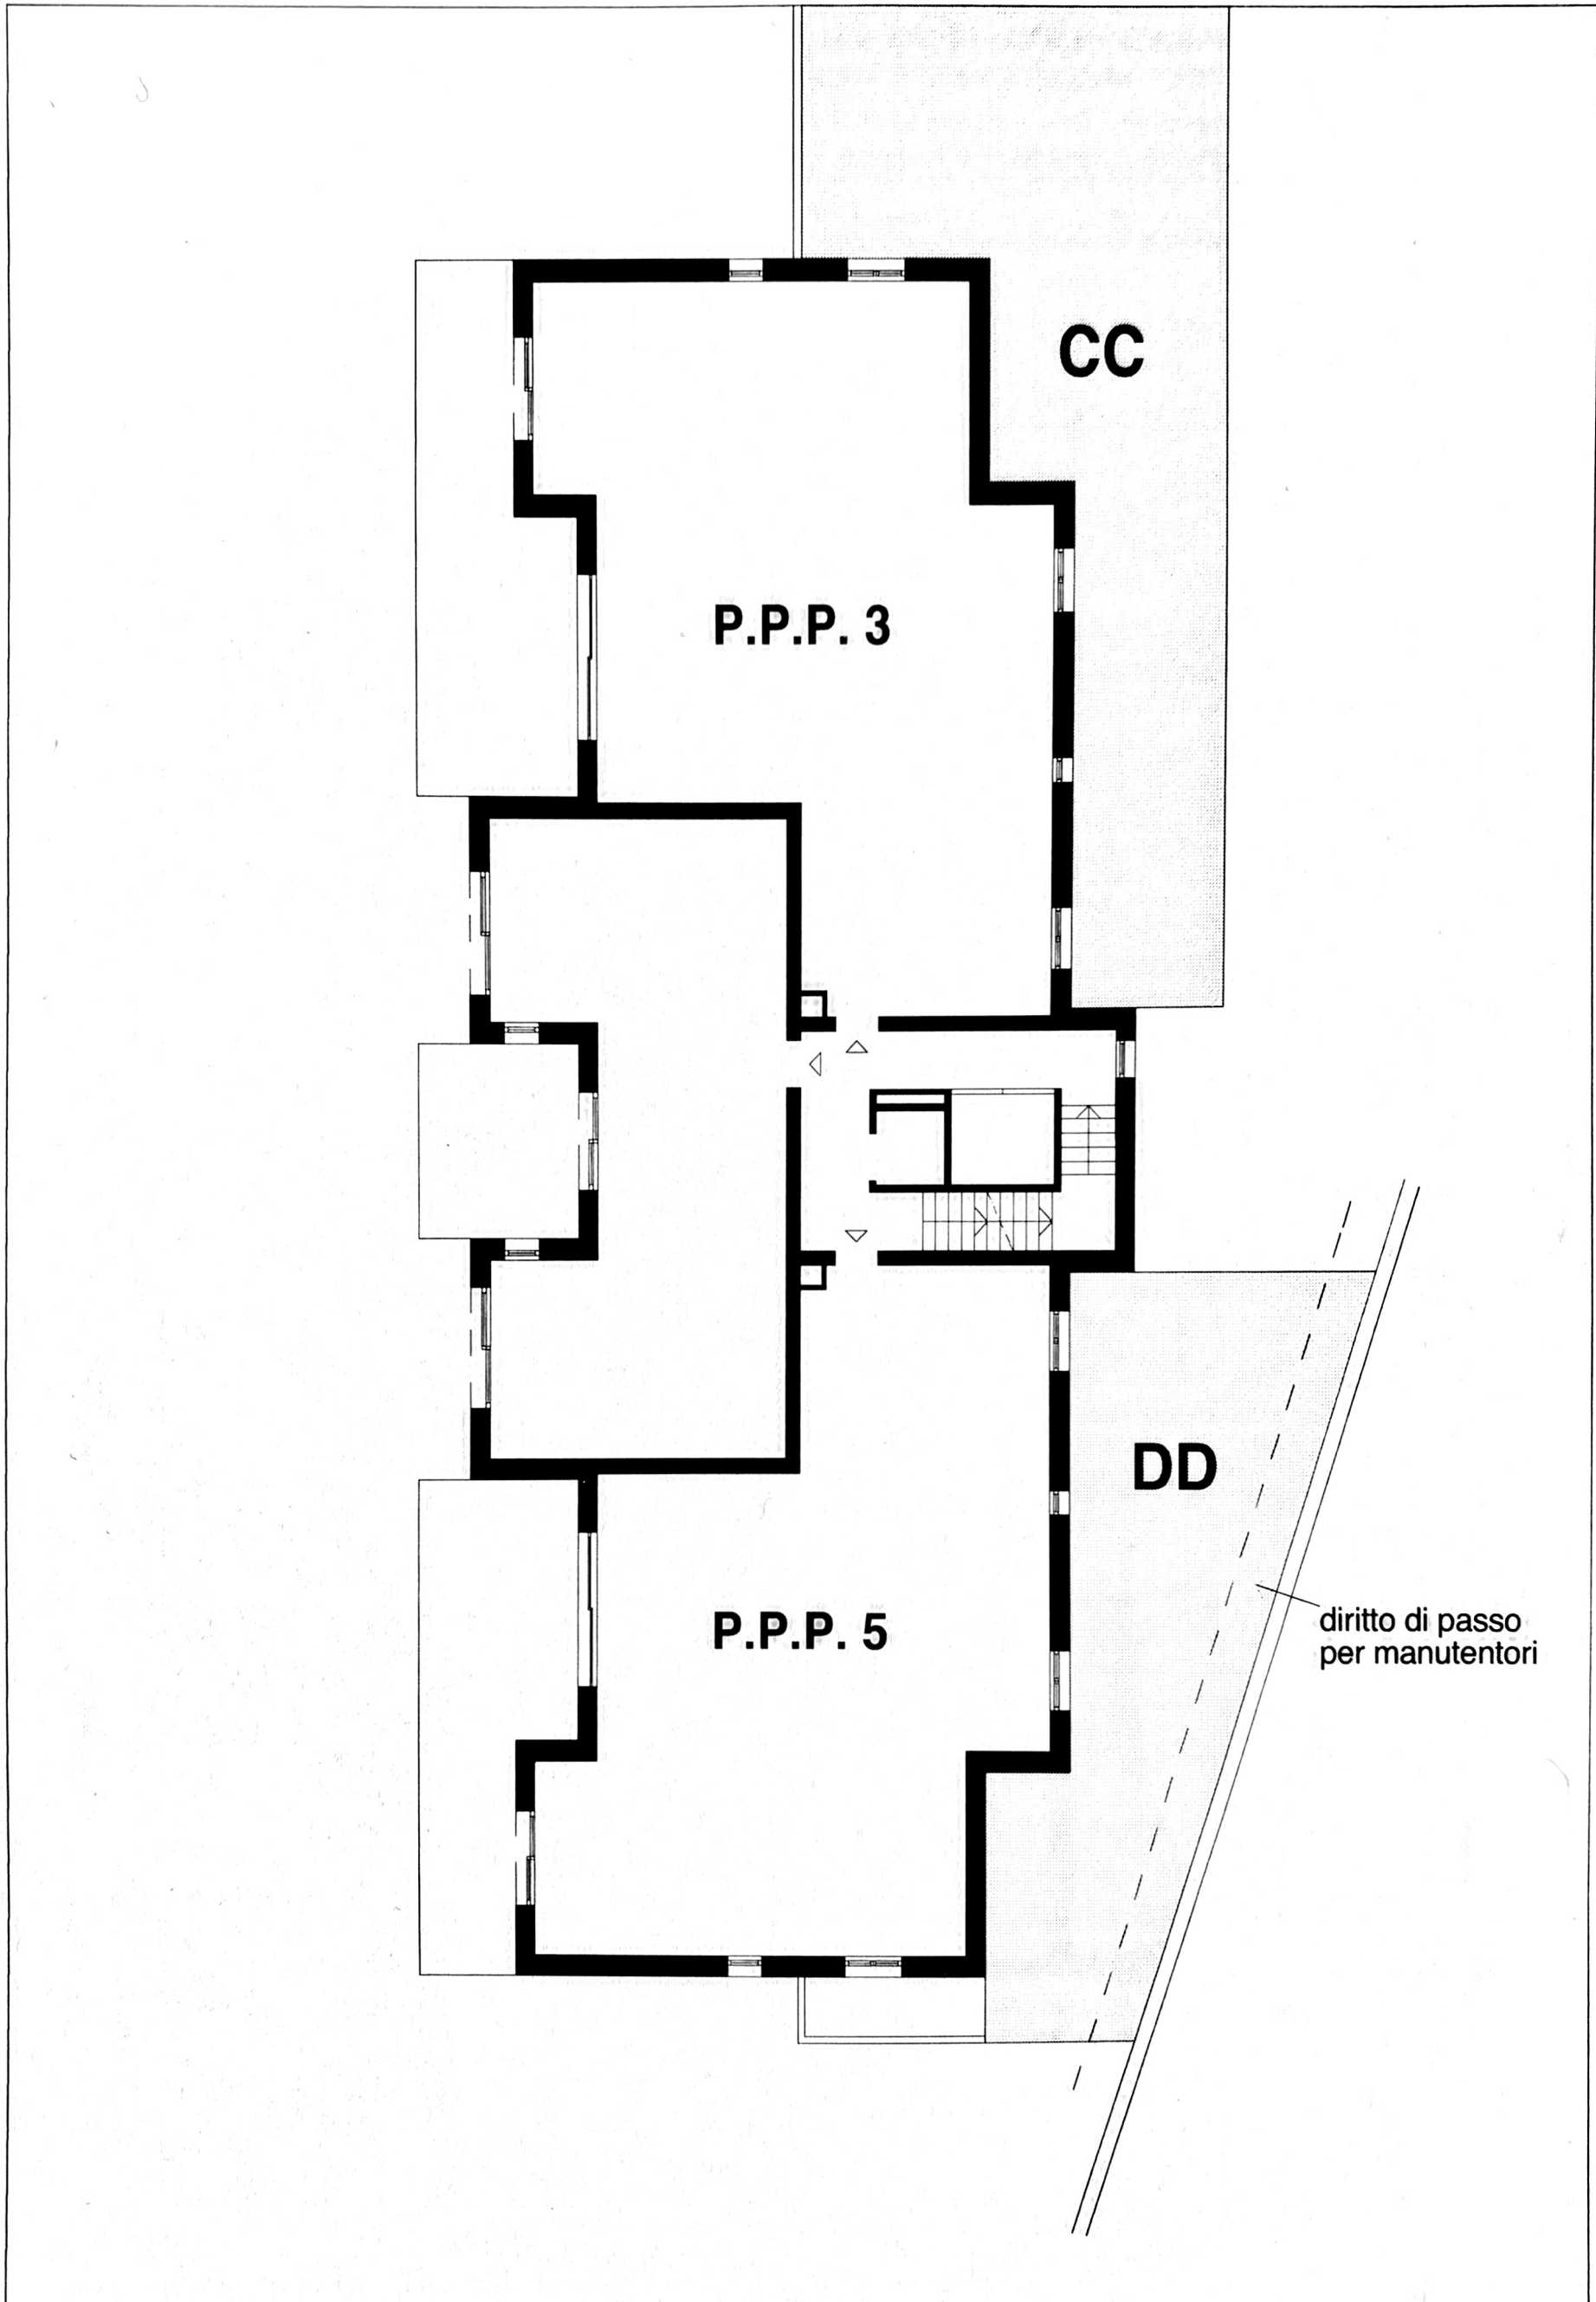 CC
P.P.P. 3
DD
P.P.P. 5
diritto di passo
per manutentori